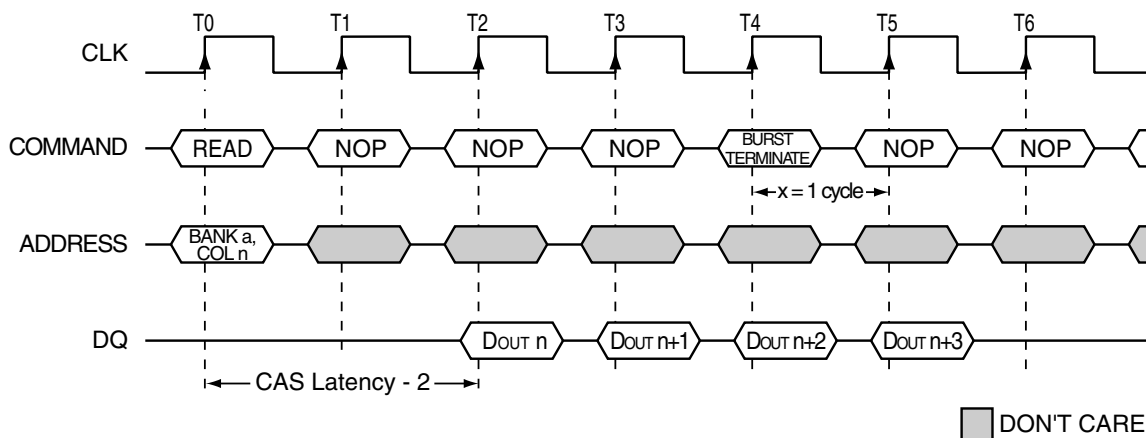 T0 T1 T2 T3 T4 T5 T6
CLK
COMMAND READ NOP NOP NOP BURST TERMINATE NOP NOP
x = 1 cycle
ADDRESS BANK a, COL n
DQ DOUT n DOUT n+1 DOUT n+2 DOUT n+3
CAS Latency - 2
DON'T CARE